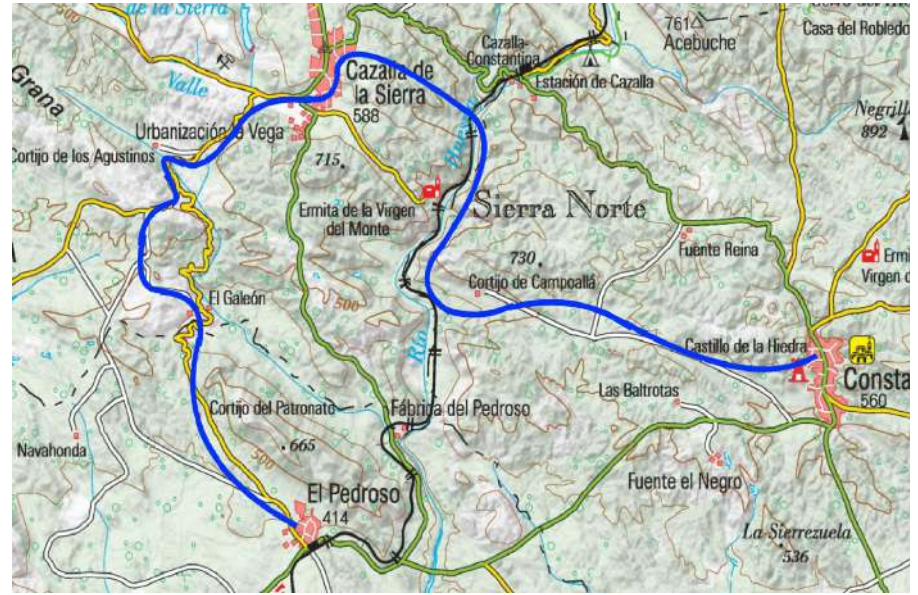 de la Sierra
Grana
Valle
Cazalla de
la Sierra
588
Cazalla-
Constantina
Estación de Cazalla
761
Acebuche
Casa del Robledo
Negrill
892
Urbanización la Vega
Cortijo de los Agustinos
715
Ermita de la Virgen
del Monte
Sierra Norte
Fuente Reina
Ermi
Virgen d
730
Cortijo de Campoallá
500
El Galeón
Río
Castillo de la Hiedra
Consta
560
Las Baltrotas
Cortijo del Patronato
Fábrica del Pedroso
Navahonda
665
500
Fuente el Negro
El Pedroso
414
La Sierrezuela
536